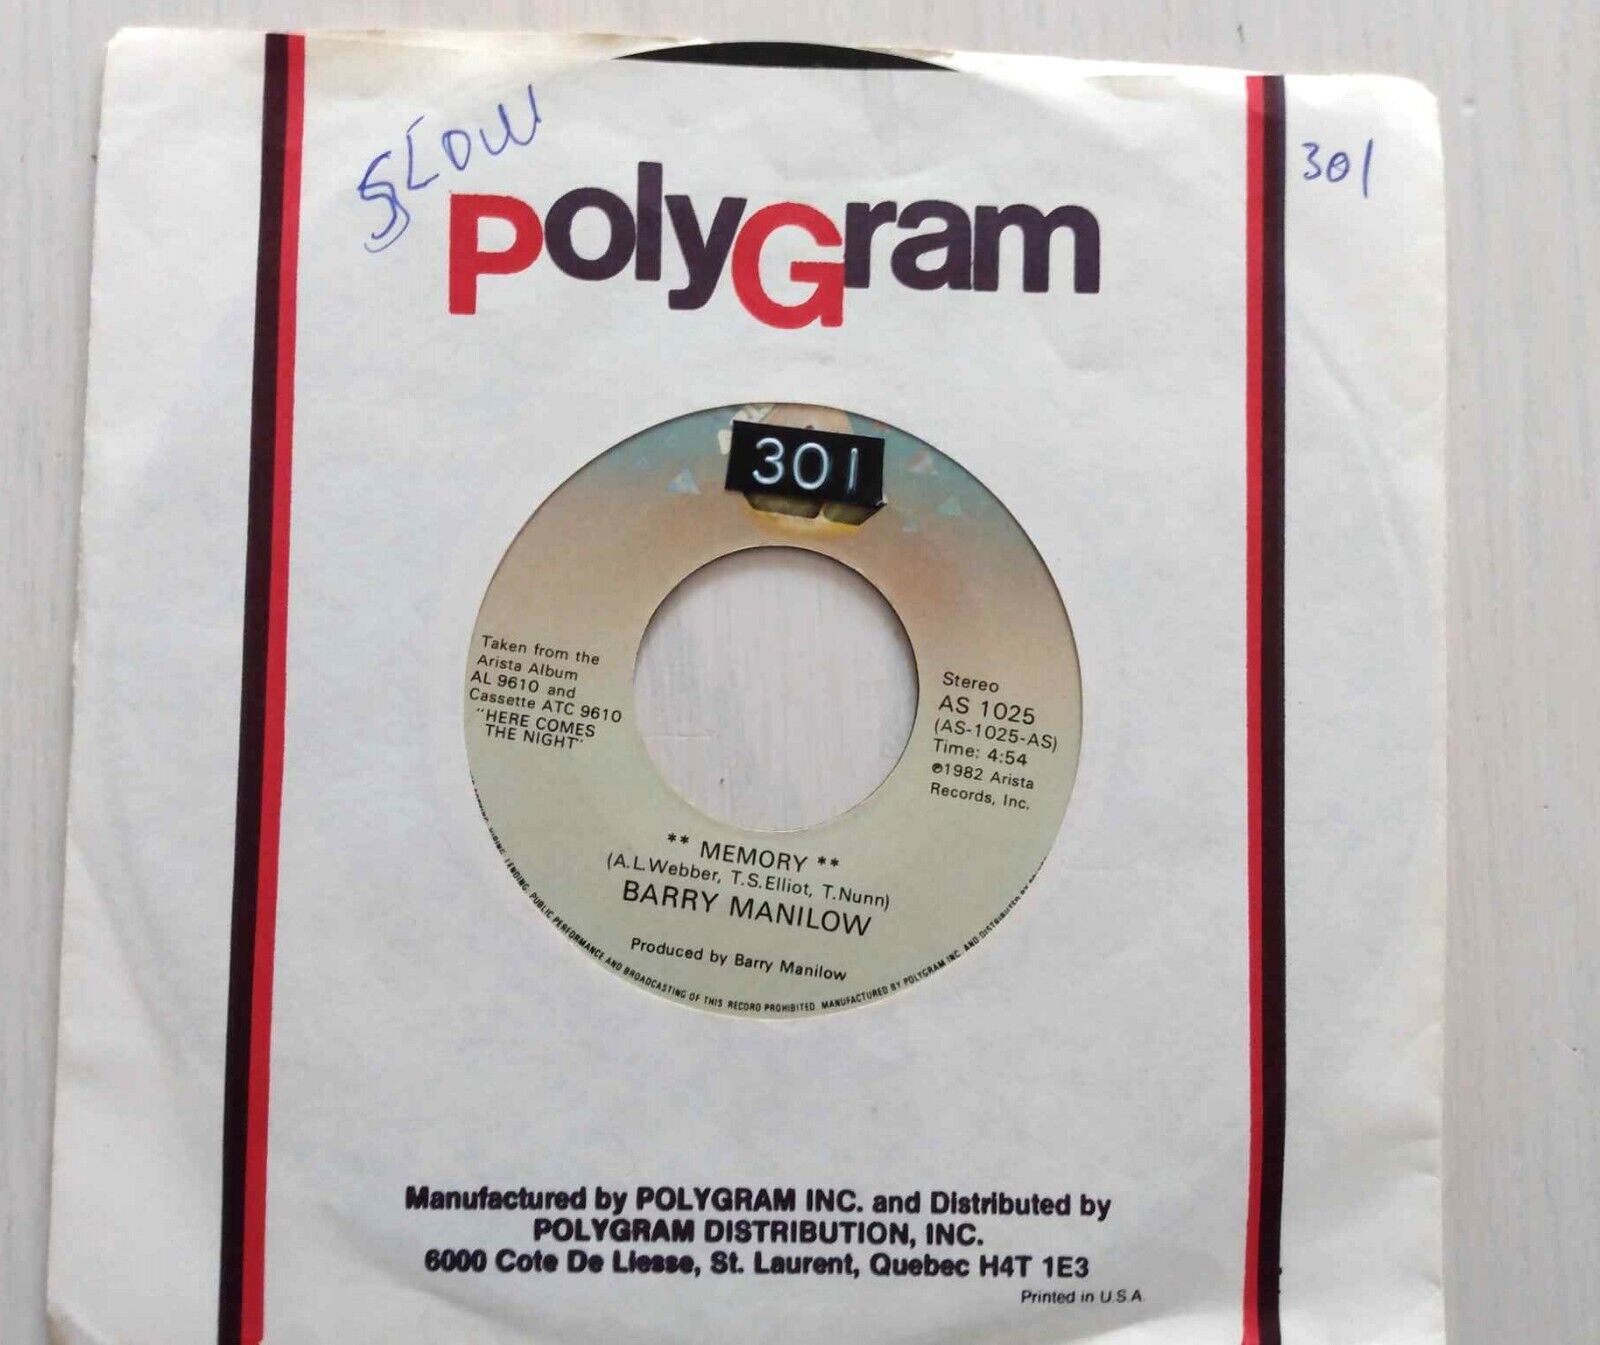 SLOW
301
PolyGram
301
Taken from the
Arista Album
AL 9610 and
Cassette ATC 9610
"HERE COMES
THE NIGHT"
Stereo
AS 1025
(AS-1025-AS)
Time: 4:54
℗1982 Arista
Records, Inc.
** MEMORY **
(A.L.Webber, T.S.Elliot, T.Nunn)
BARRY MANILOW
Produced by Barry Manilow
LENDING, PUBLIC PERFORMANCE AND BROADCASTING OF THIS RECORD PROHIBITED. MANUFACTURED BY POLYGRAM INC. AND DISTRIBUTED BY
Manufactured by POLYGRAM INC. and Distributed by
POLYGRAM DISTRIBUTION, INC.
6000 Cote De Liesse, St. Laurent, Quebec H4T 1E3
Printed in U.S.A.